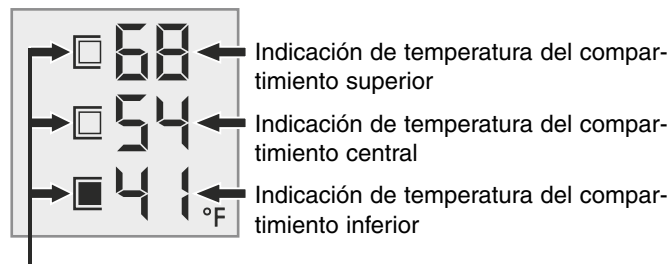 68 Indicación de temperatura del compar-
timiento superior
54 Indicación de temperatura del compar-
timiento central
41 °F Indicación de temperatura del compar-
timiento inferior